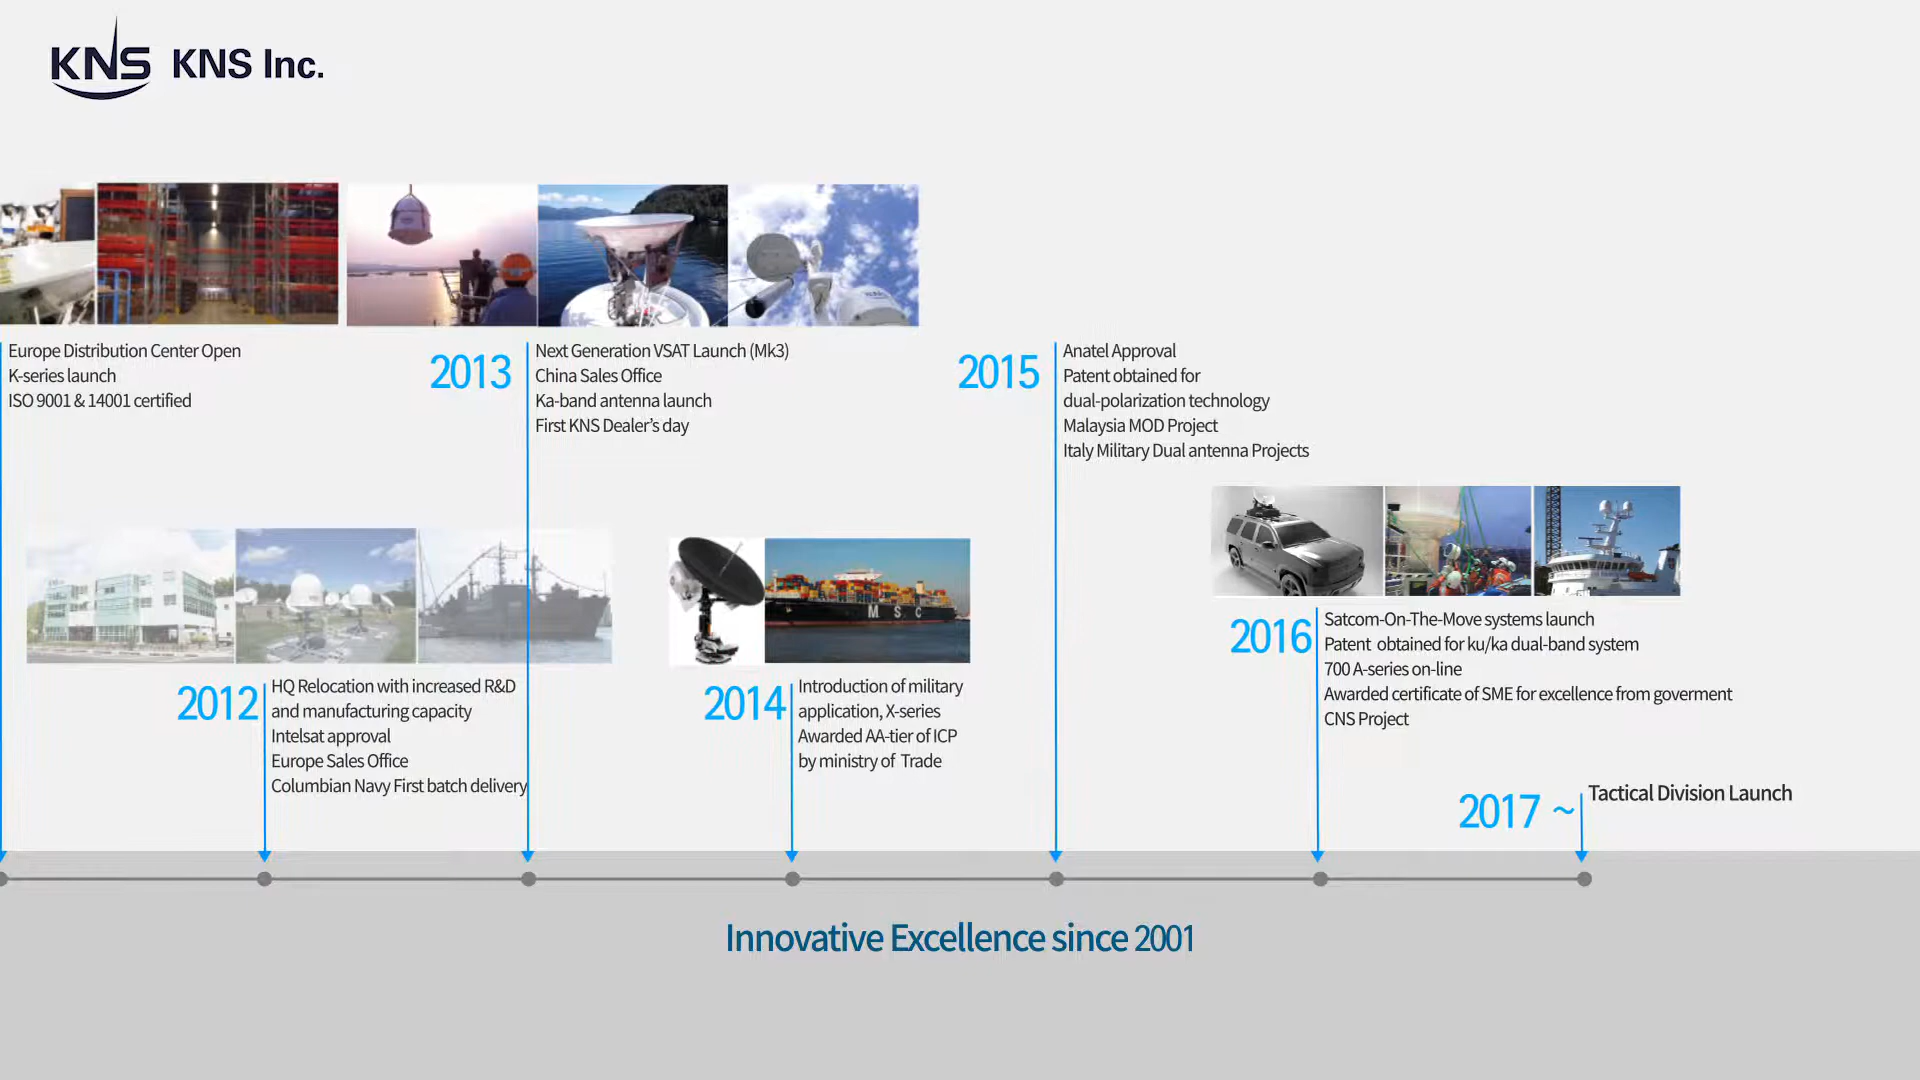 KNS KNS Inc.
Europe Distribution Center Open
K-series launch
ISO 9001 & 14001 certified
2013
Next Generation VSAT Launch (Mk3)
China Sales Office
Ka-band antenna launch
First KNS Dealer's day
2015
Anatel Approval
Patent obtained for
dual-polarization technology
Malaysia MOD Project
Italy Military Dual antenna Projects
KNS
M S C
2012
HQ Relocation with increased R&D
and manufacturing capacity
Intelsat approval
Europe Sales Office
Columbian Navy First batch delivery
2014
Introduction of military
application, X-series
Awarded AA-tier of ICP
by ministry of Trade
2016
Satcom-On-The-Move systems launch
Patent obtained for ku/ka dual-band system
700 A-series on-line
Awarded certificate of SME for excellence from goverment
CNS Project
2017 ~
Tactical Division Launch
Innovative Excellence since 2001